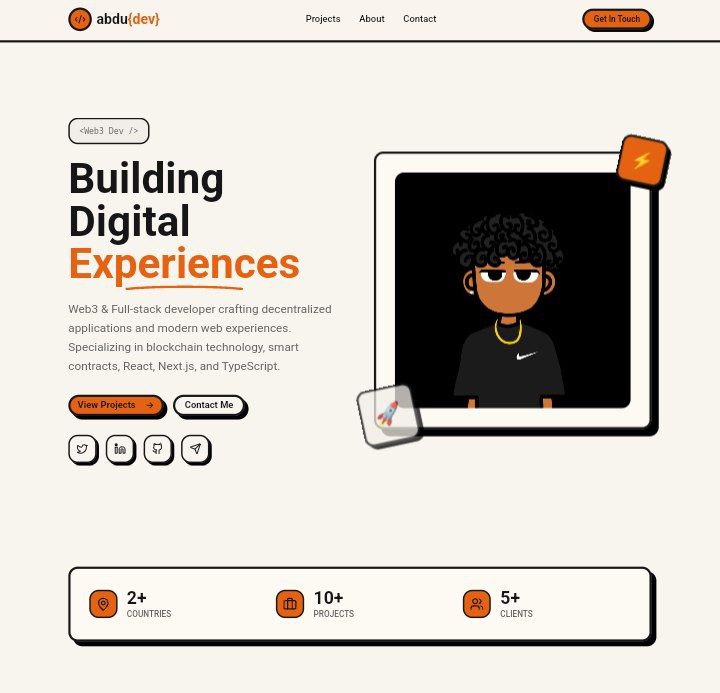 </> abdu{dev}
Projects About Contact
Get In Touch
<Web3 Dev />
Building
Digital
Experiences
Web3 & Full-stack developer crafting decentralized
applications and modern web experiences.
Specializing in blockchain technology, smart
contracts, React, Next.js, and TypeScript.
View Projects →
Contact Me
2+
COUNTRIES
10+
PROJECTS
5+
CLIENTS